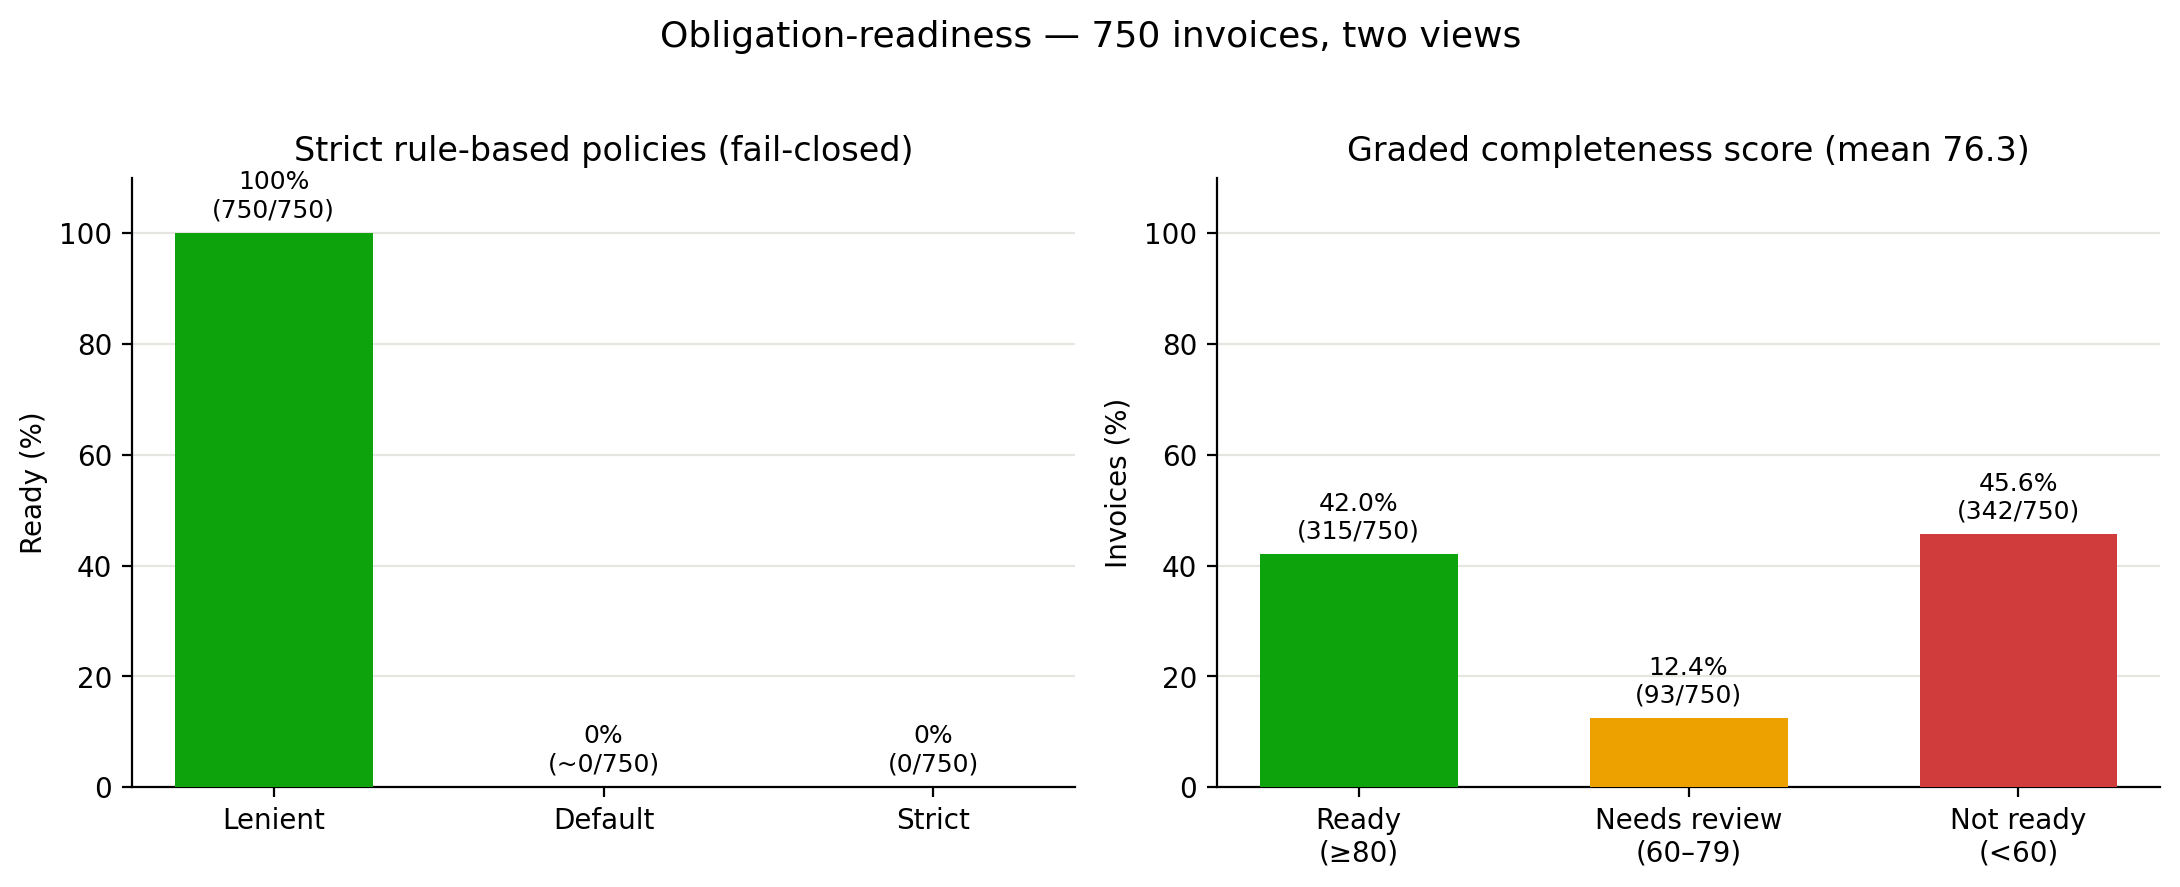 Obligation-readiness — 750 invoices, two views
Strict rule-based policies (fail-closed)
100%
(750/750)
Ready (%)
100
80
60
40
20
0
0%
(~0/750)
0%
(0/750)
Lenient
Default
Strict
Graded completeness score (mean 76.3)
Invoices (%)
100
80
60
40
20
0
42.0%
(315/750)
12.4%
(93/750)
45.6%
(342/750)
Ready
(≥80)
Needs review
(60–79)
Not ready
(<60)